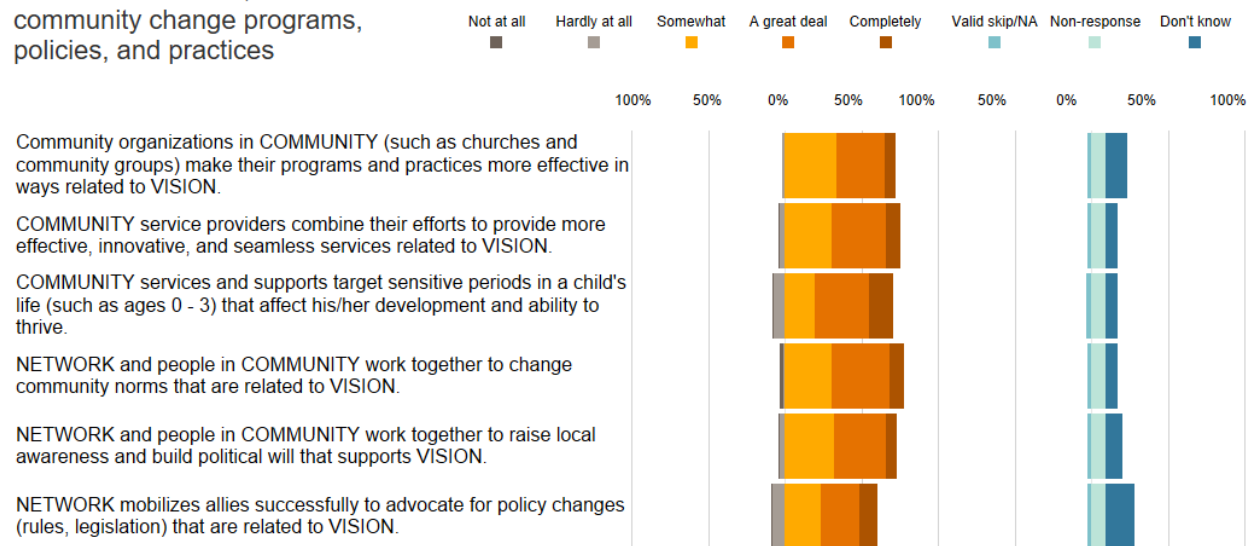 community change programs,
policies, and practices
Not at all Hardly at all Somewhat A great deal Completely Valid skip/NA Non-response Don't know
100% 50% 0% 50% 100% 50% 0% 50% 100%
Community organizations in COMMUNITY (such as churches and
community groups) make their programs and practices more effective in
ways related to VISION.
COMMUNITY service providers combine their efforts to provide more
effective, innovative, and seamless services related to VISION.
COMMUNITY services and supports target sensitive periods in a child's
life (such as ages 0 - 3) that affect his/her development and ability to
thrive.
NETWORK and people in COMMUNITY work together to change
community norms that are related to VISION.
NETWORK and people in COMMUNITY work together to raise local
awareness and build political will that supports VISION.
NETWORK mobilizes allies successfully to advocate for policy changes
(rules, legislation) that are related to VISION.